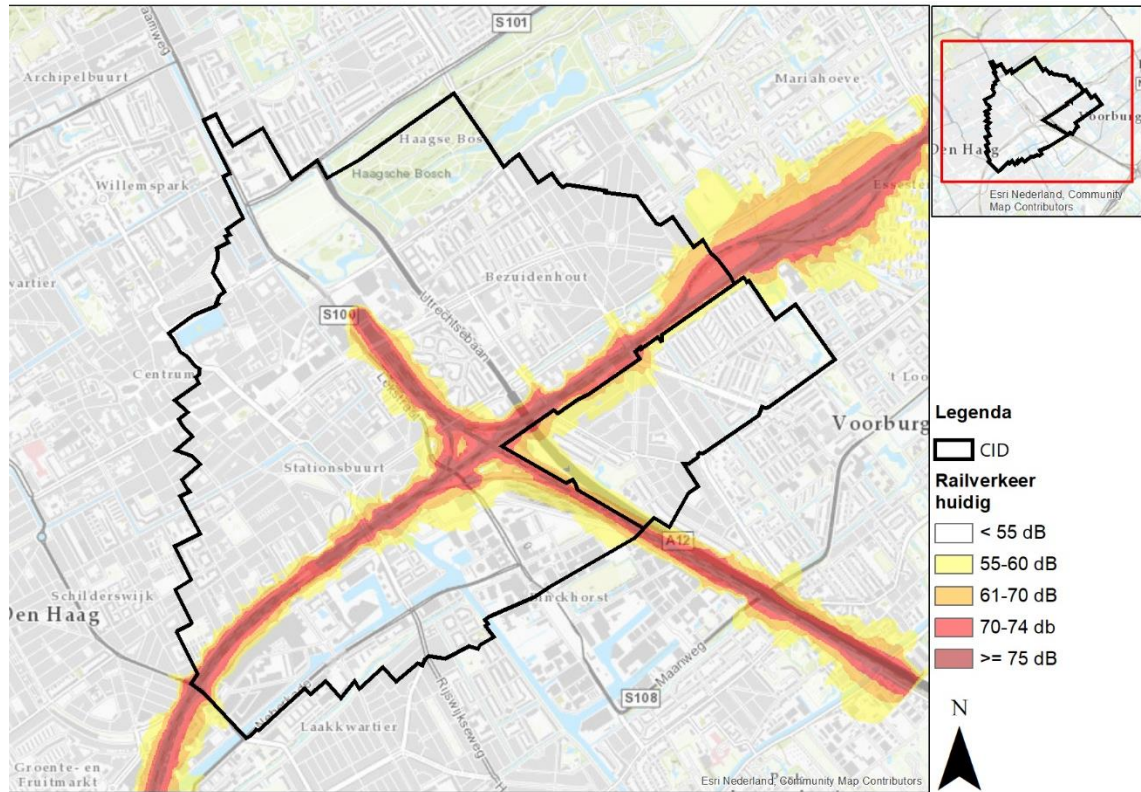 S101
Archipelbuurt
Mariahoeve
Haagse Bos
Haagsche Bosch
Willemspark
Bezuidenhout
Utrechtsebaan
S100
Centrum
Lekstraat
Stationsbuurt
Voorburg
A12
Schilderswijk
Den Haag
Maanweg
S108
Rijswijkseweg
Laakkwartier
Groente- en
Fruitmarkt
Esri Nederland, Community Map Contributors
Voorburg
Den Haag
Esri Nederland, Community
Map Contributors
Legenda
CID
Railverkeer
huidig
< 55 dB
55-60 dB
61-70 dB
70-74 db
>= 75 dB
N